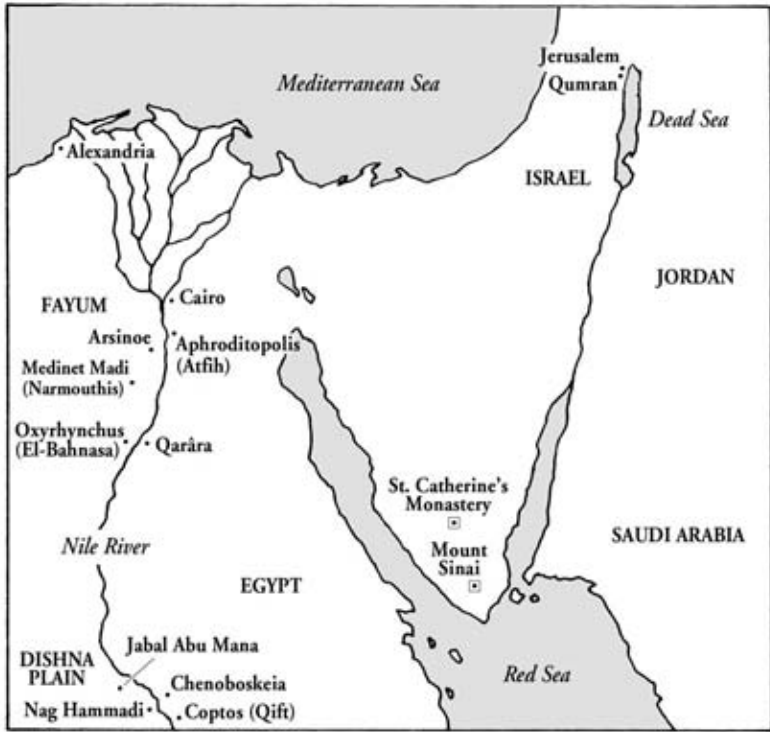 Jerusalem
Qumran
Mediterranean Sea
Dead Sea
Alexandria
ISRAEL
JORDAN
FAYUM
Cairo
Arsinoe
Aphroditopolis
(Atfih)
Medinet Madi
(Narmouthis)
Oxyrhynchus
(El-Bahnasa)
Qarâra
St. Catherine's
Monastery
Nile River
Mount
Sinai
SAUDI ARABIA
EGYPT
Jabal Abu Mana
DISHNA
PLAIN
Chenoboskeia
Red Sea
Nag Hammadi
Coptos (Qift)